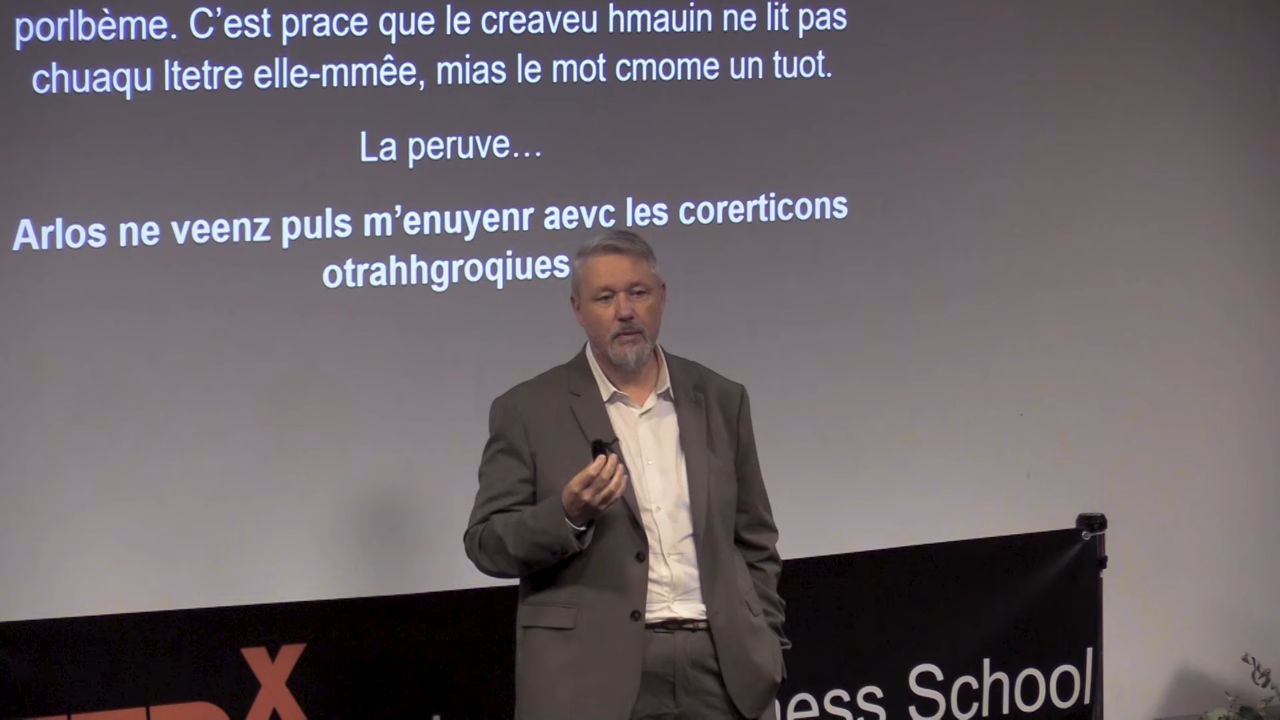 porlbème. C’est prace que le creaveu hmauin ne lit pas
chuaqu ltetre elle-mmêe, mias le mot cmome un tuot.
La peruve…
Arlos ne veenz puls m’enuyenr aevc les corerticons
otrahhgroqiues
School